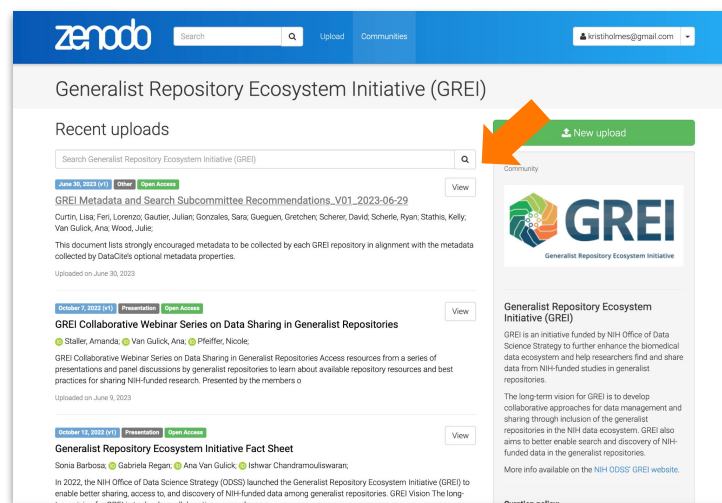 zenodo
Search
Upload
Communities
kristiholmes@gmail.com
Generalist Repository Ecosystem Initiative (GREI)
Recent uploads
New upload
Search Generalist Repository Ecosystem Initiative (GREI)
June 30, 2023 (v1) Other Open Access
View
GREI Metadata and Search Subcommittee Recommendations_V01_2023-06-29
Curtin, Lisa; Feri, Lorenzo; Gautier, Julian; Gonzales, Sara; Gueguen, Gretchen; Scherer, David; Scherle, Ryan; Stathis, Kelly;
Van Gulick, Ana; Wood, Julie;
This document lists strongly encouraged metadata to be collected by each GREI repository in alignment with the metadata
collected by DataCite's optional metadata properties.
Uploaded on June 30, 2023
October 7, 2022 (v1) Presentation Open Access
View
GREI Collaborative Webinar Series on Data Sharing in Generalist Repositories
Staller, Amanda; Van Gulick, Ana; Pfeiffer, Nicole;
GREI Collaborative Webinar Series on Data Sharing in Generalist Repositories Access resources from a series of
presentations and panel discussions by generalist repositories to learn about available repository resources and best
practices for sharing NIH-funded research. Presented by the members o
Uploaded on June 9, 2023
October 12, 2022 (v1) Presentation Open Access
View
Generalist Repository Ecosystem Initiative Fact Sheet
Sonia Barbosa; Gabriela Regan; Ana Van Gulick; Ishwar Chandramouliswaran;
In 2022, the NIH Office of Data Science Strategy (ODSS) launched the Generalist Repository Ecosystem Initiative (GREI) to
enable better sharing, access to, and discovery of NIH-funded data among generalist repositories. GREI Vision The long-
Community
GREI
Generalist Repository Ecosystem Initiative
Generalist Repository Ecosystem
Initiative (GREI)
GREI is an initiative funded by NIH Office of Data
Science Strategy to further enhance the biomedical
data ecosystem and help researchers find and share
data from NIH-funded studies in generalist
repositories.
The long-term vision for GREI is to develop
collaborative approaches for data management and
sharing through inclusion of the generalist
repositories in the NIH data ecosystem. GREI also
aims to better enable search and discovery of NIH-
funded data in the generalist repositories.
More info available on the NIH ODSS' GREI website.
Curation policy: